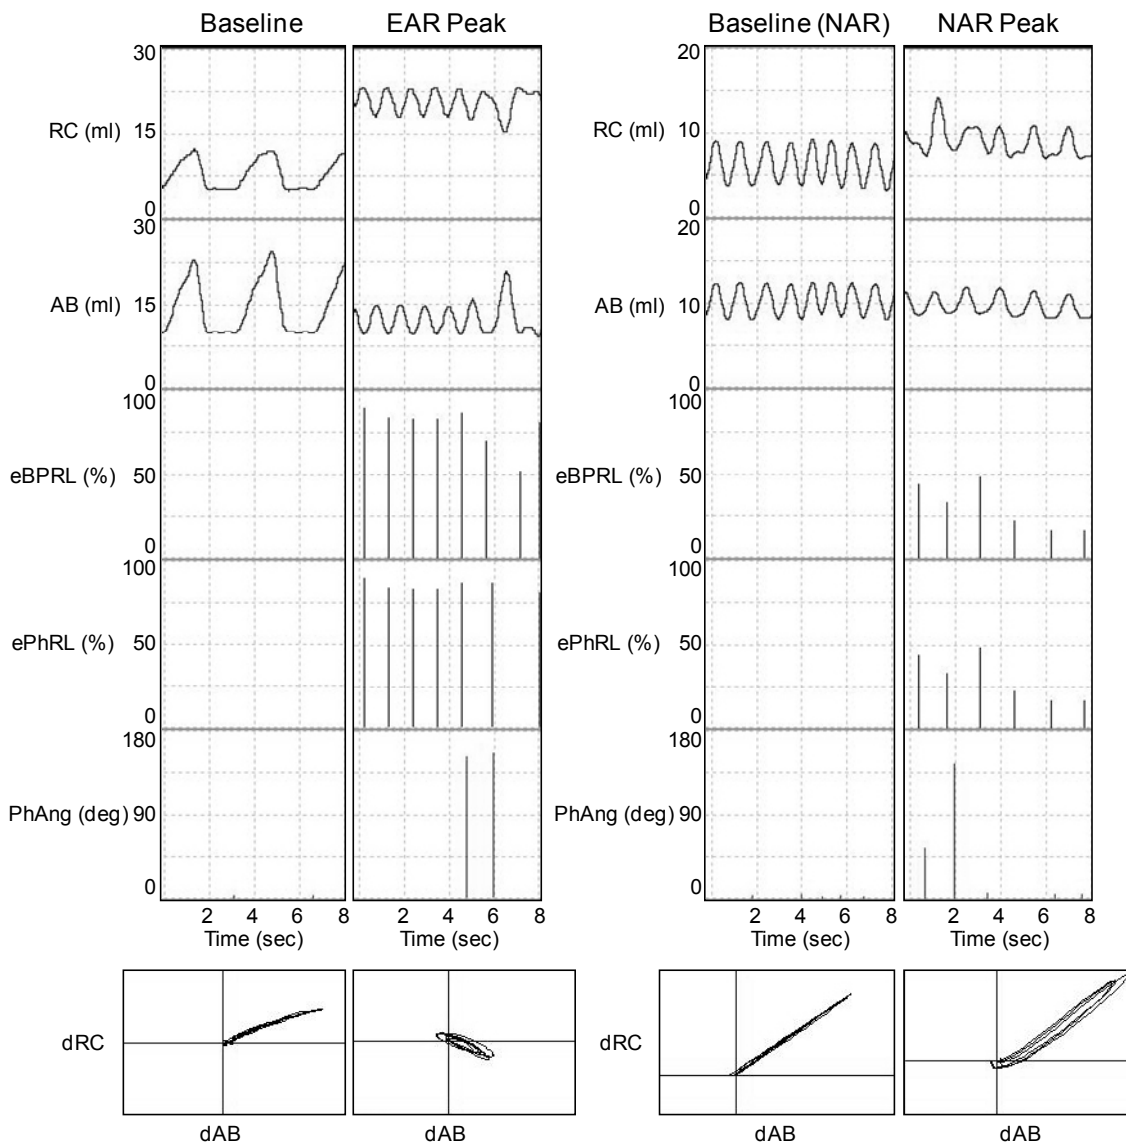 Baseline EAR Peak Baseline (NAR) NAR Peak
30 20
RC (ml) 15 RC (ml) 10
0 0
30 20
AB (ml) 15 AB (ml) 10
0 0
100 100
eBPRL (%) 50 eBPRL (%) 50
0 0
100 100
ePhRL (%) 50 ePhRL (%) 50
0 0
180 180
PhAng (deg) 90 PhAng (deg) 90
0 0
2 4 6 8 2 4 6 8 2 4 6 8 2 4 6 8
Time (sec) Time (sec) Time (sec) Time (sec)
dRC dRC
dAB dAB dAB dAB